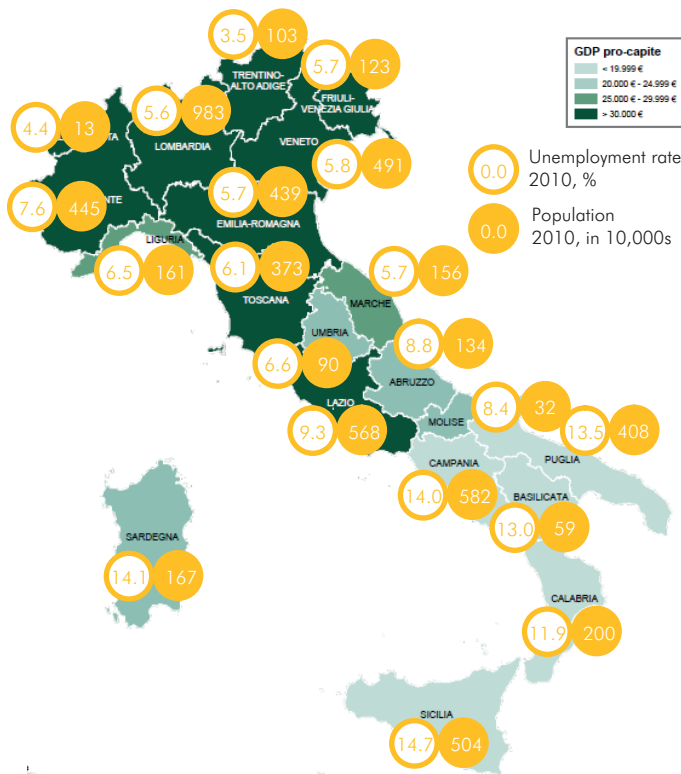 3.5 103
GDP pro-capite
< 19.999 €
20.000 € - 24.999 €
25.000 € - 29.999 €
> 30.000 €
5.7 123
TRENTINO-
ALTO ADIGE
5.6 983
FRIULI-
VENEZIA GIULIA
4.4 13
LOMBARDIA
VENETO
5.8 491
0.0 Unemployment rate
2010, %
7.6 445
5.7 439
EMILIA-ROMAGNA
0.0 Population
2010, in 10,000s
LIGURIA
6.5 161
6.1 373
5.7 156
TOSCANA
MARCHE
UMBRIA
8.8 134
6.6 90
ABRUZZO
LAZIO
8.4 32
MOLISE
9.3 568
13.5 408
CAMPANIA
PUGLIA
14.0 582
BASILICATA
13.0 59
SARDEGNA
14.1 167
CALABRIA
11.9 200
SICILIA
14.7 504